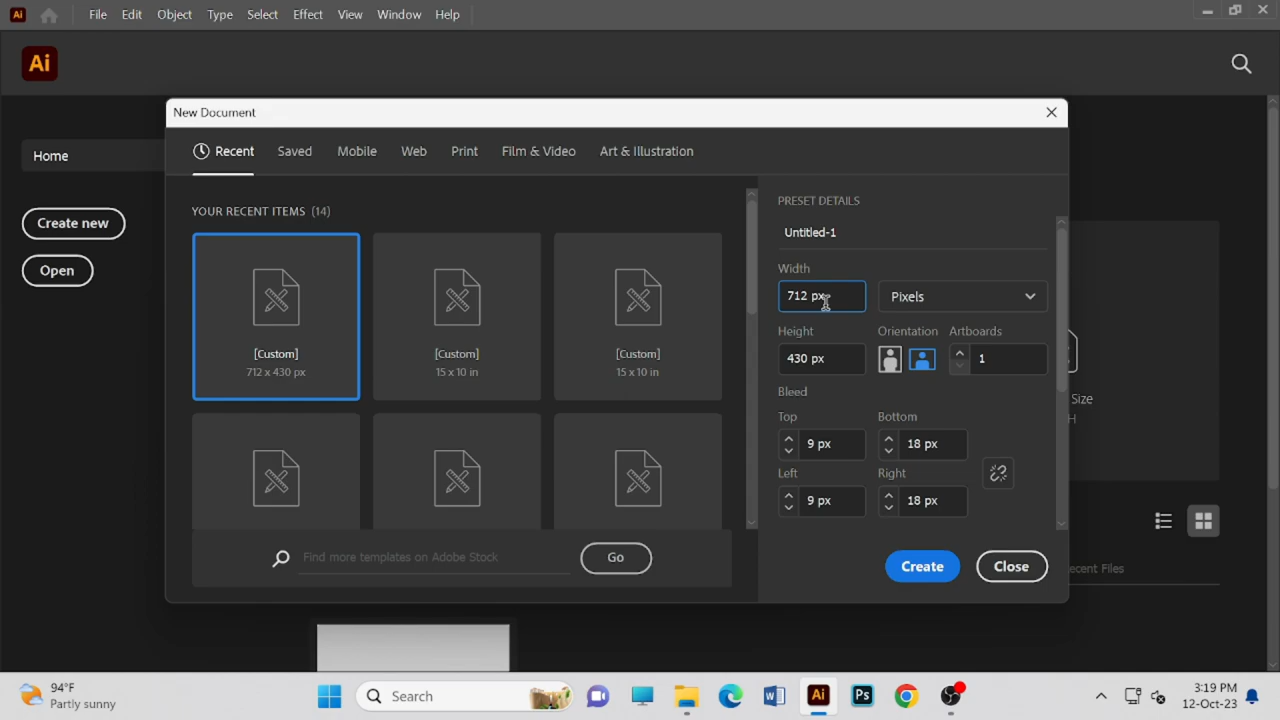 Ai File Edit Object Type Select Effect View Window Help
Ai
New Document
Home
Recent Saved Mobile Web Print Film & Video Art & Illustration
Create new
Open
YOUR RECENT ITEMS (14)
[Custom]
712 x 430 px
[Custom]
15 x 10 in
[Custom]
15 x 10 in
Find more templates on Adobe Stock Go
PRESET DETAILS
Untitled-1
Width
712 px Pixels
Height Orientation Artboards
430 px 1
Bleed
Top Bottom
9 px 18 px
Left Right
9 px 18 px
Create Close
Size
H
ecent Files
94°F
Partly sunny
Search
W Ai Ps
3:19 PM
12-Oct-23